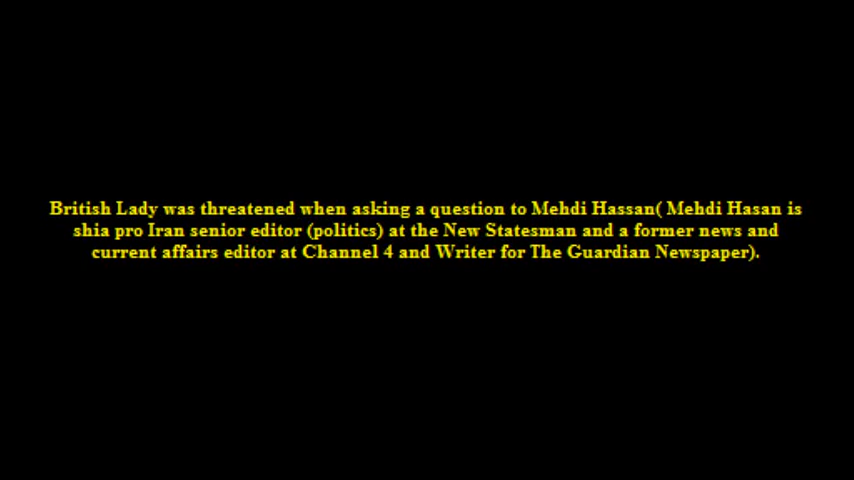 British Lady was threatened when asking a question to Mehdi Hassan( Mehdi Hasan is
shia pro Iran senior editor (politics) at the New Statesman and a former news and
current affairs editor at Channel 4 and Writer for The Guardian Newspaper).